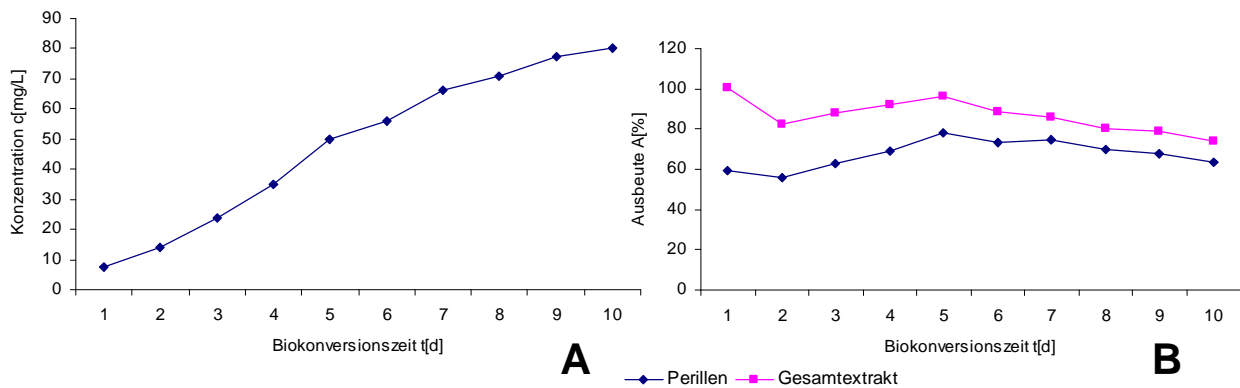 Konzentration c[mg/L]
90
80
70
60
50
40
30
20
10
0
1 2 3 4 5 6 7 8 9 10
Biokonversionszeit t[d]
A
Ausbeute A[%]
120
100
80
60
40
20
0
1 2 3 4 5 6 7 8 9 10
Biokonversionszeit t[d]
B
Perillen Gesamtextrakt